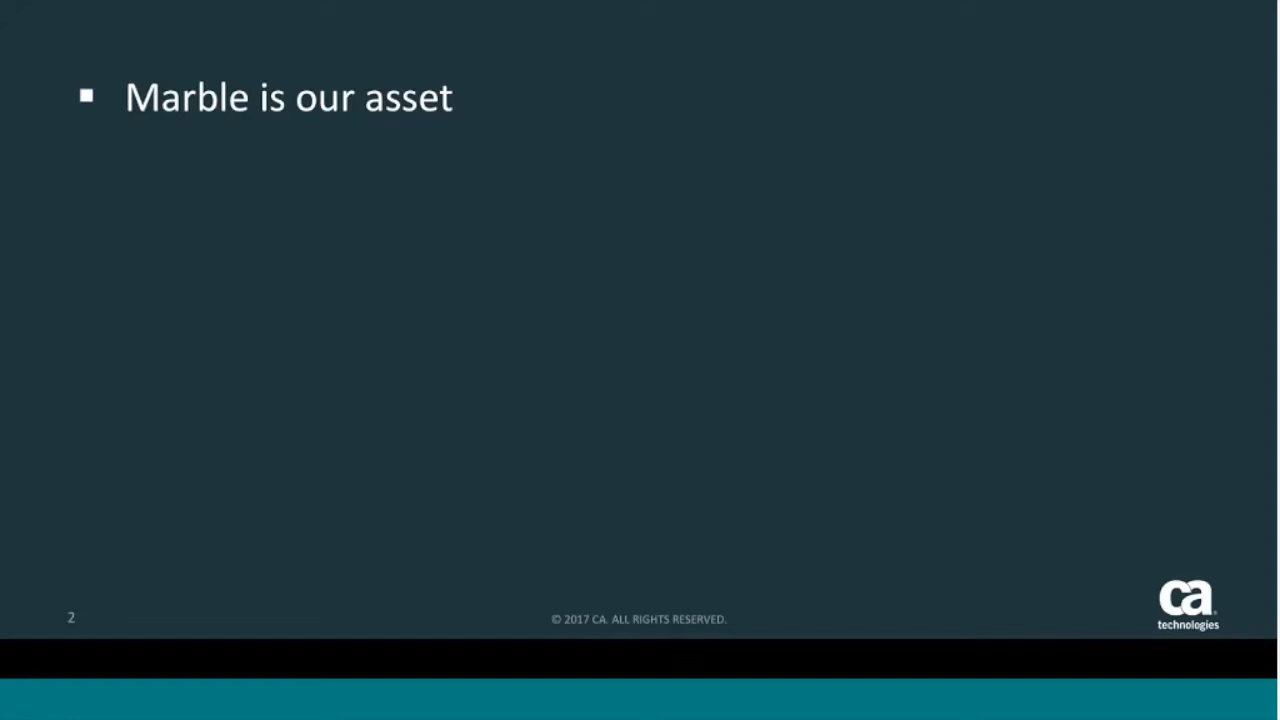 ▪ Marble is our asset
2
© 2017 CA. ALL RIGHTS RESERVED.
ca
technologies